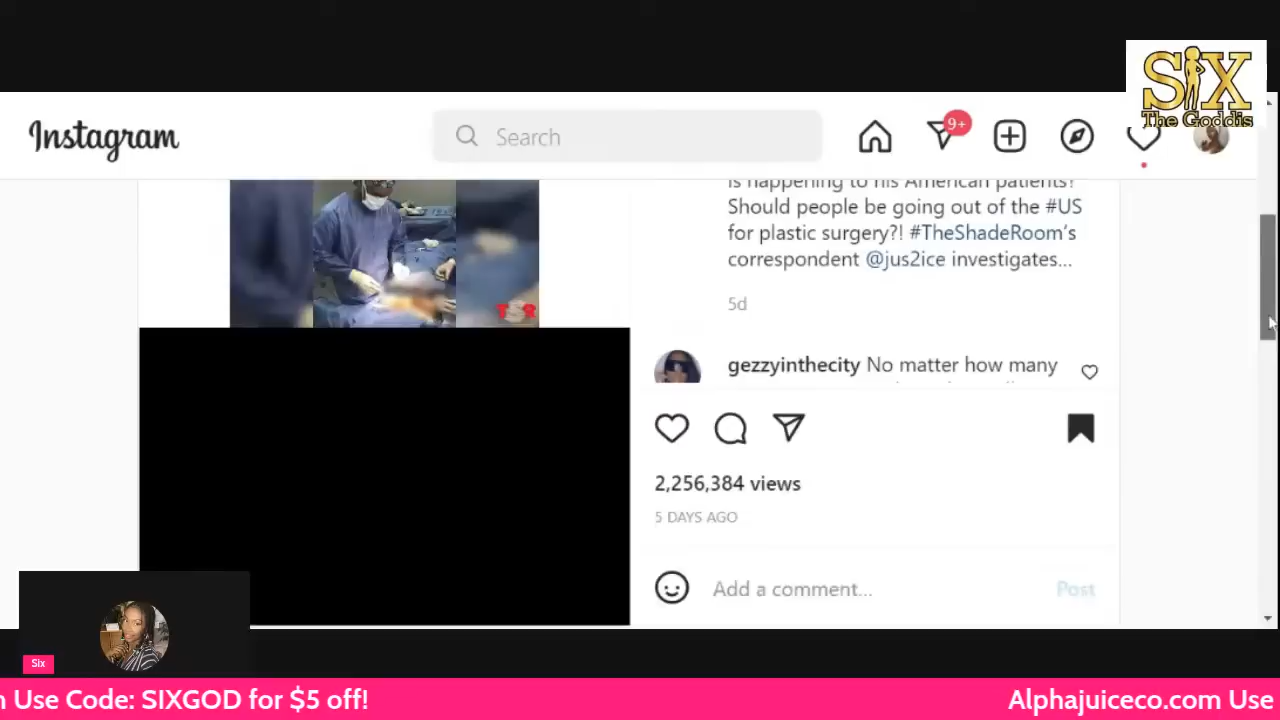 SIX
The Goddis
Instagram
Search
9+
is happening to his American patients?
Should people be going out of the #US
for plastic surgery?! #TheShadeRoom's
correspondent @jus2ice investigates...
5d
TSR
gezzyinthecity No matter how many
2,256,384 views
5 DAYS AGO
Add a comment...
Post
Six
n Use Code: SIXGOD for $5 off!
Alphajuiceco.com Use